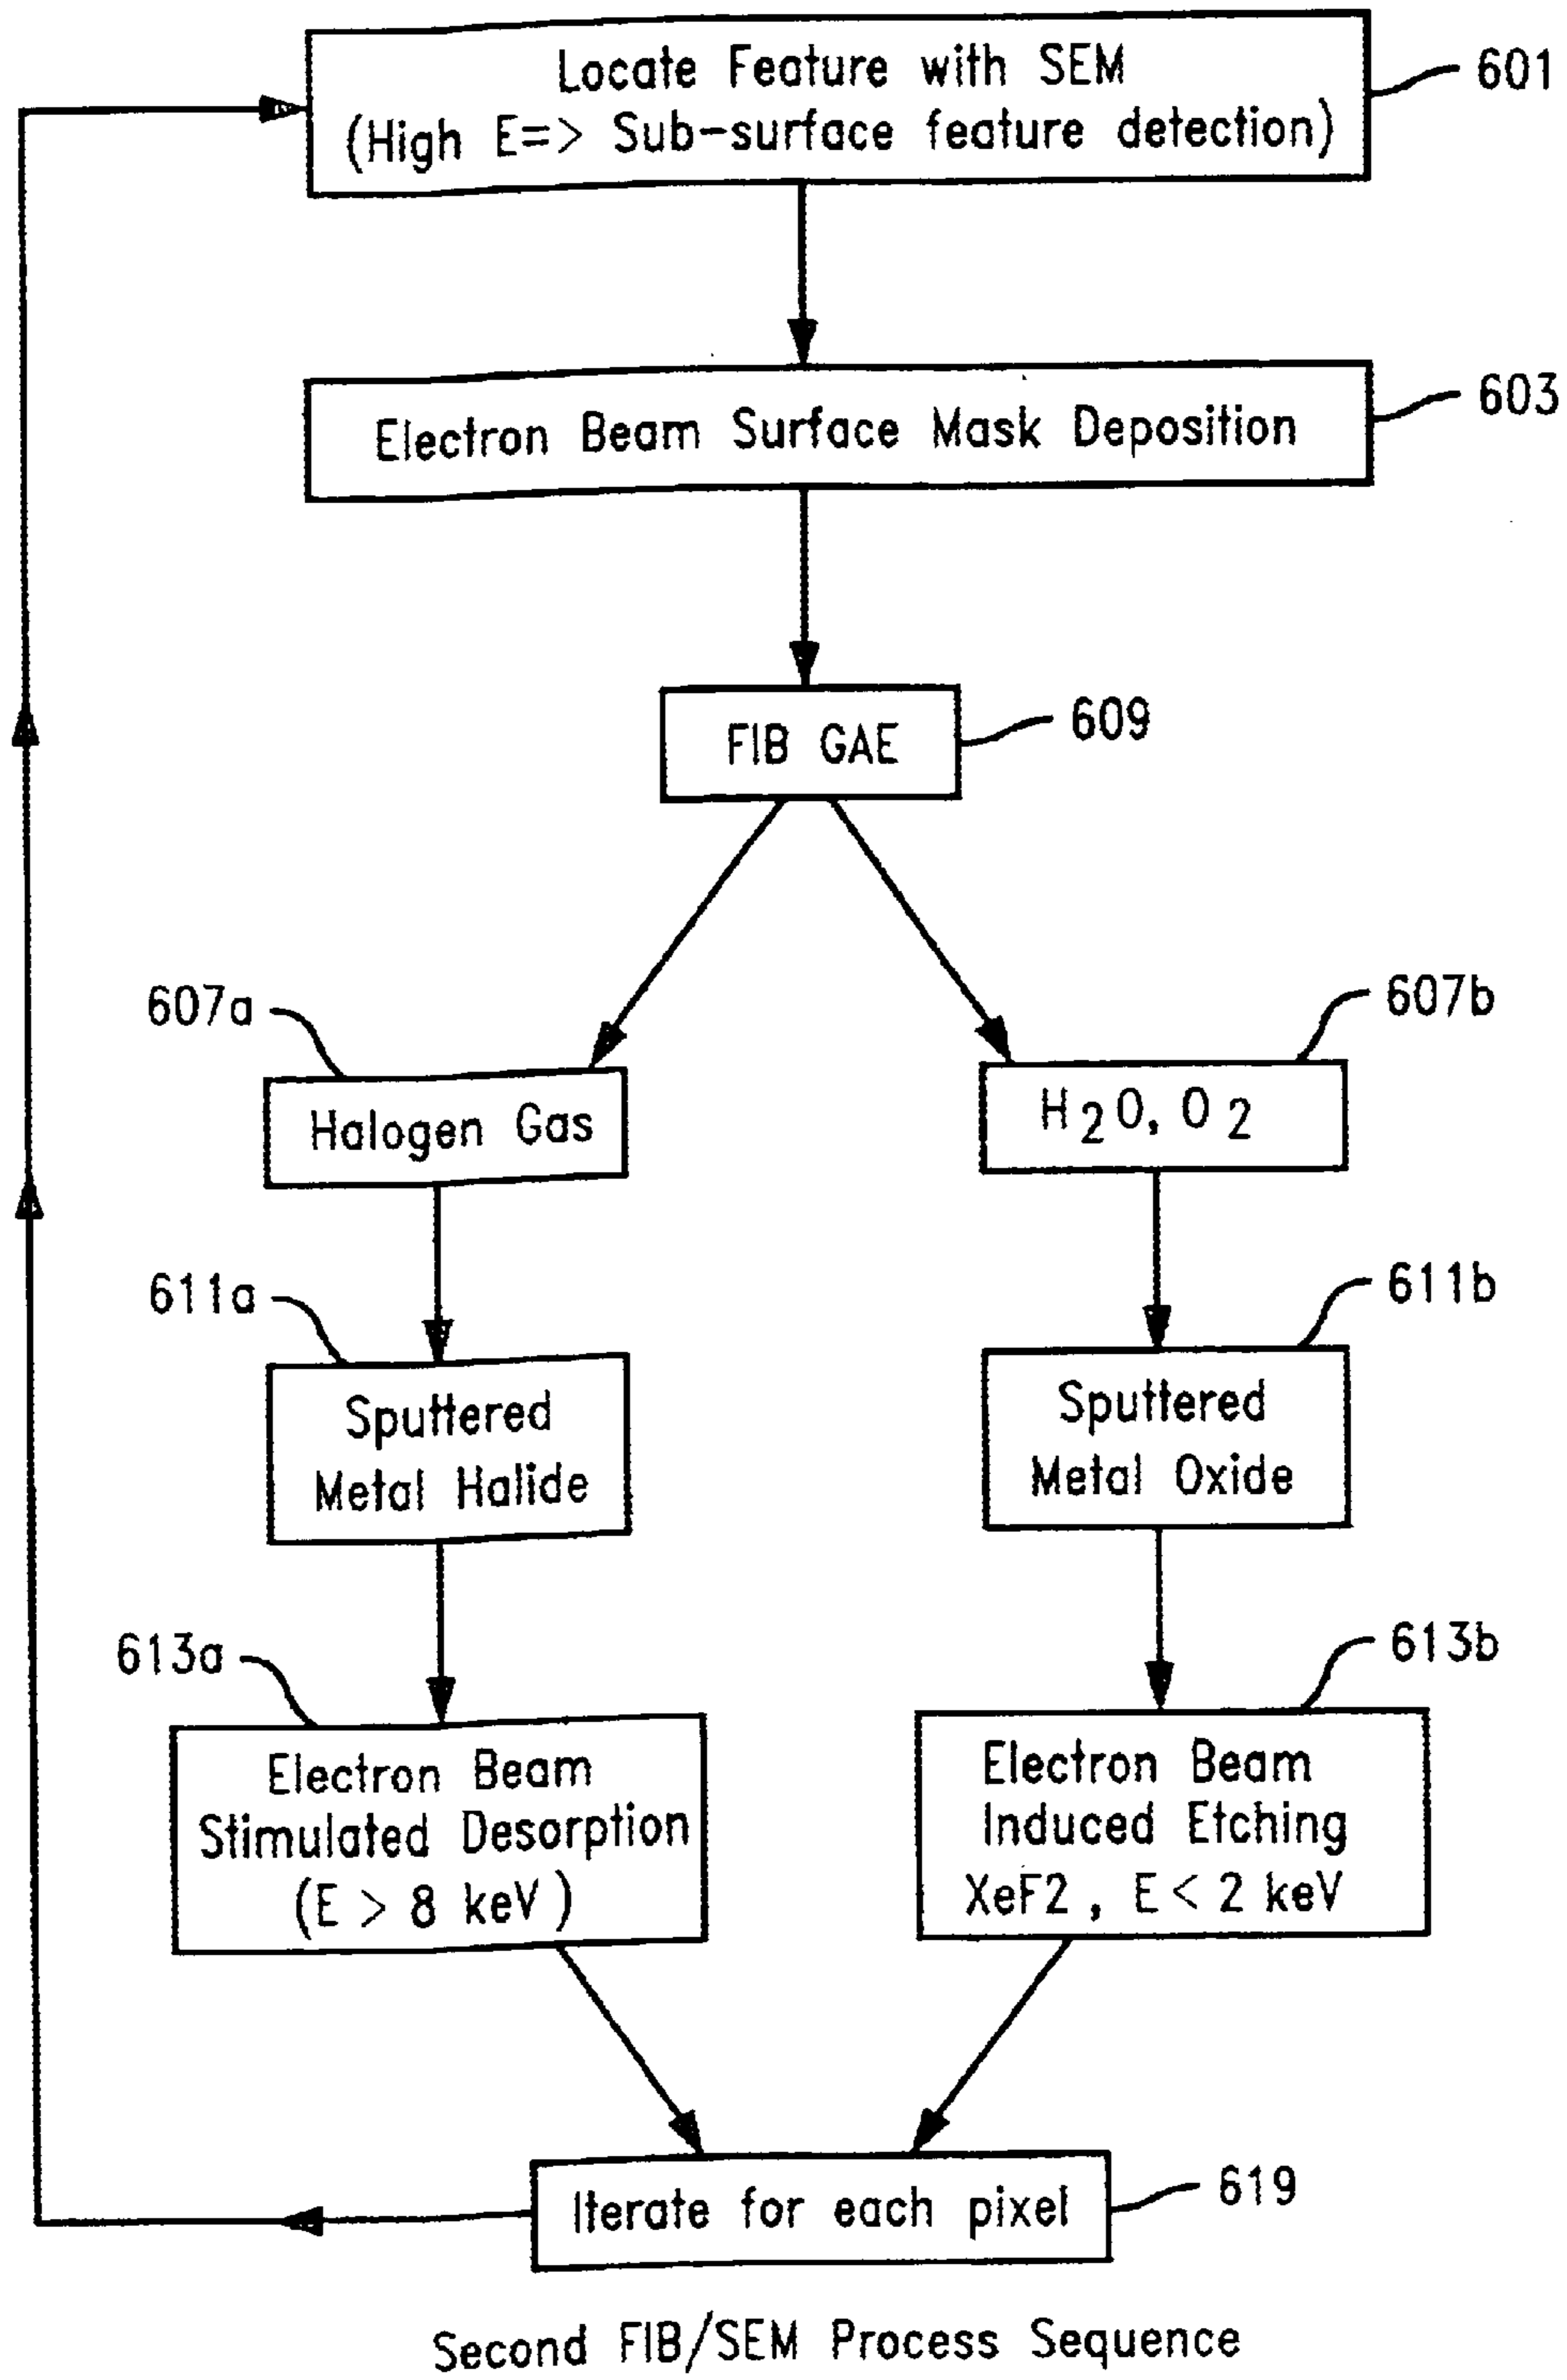 Locate Feature with SEM
(High E=> Sub-surface feature detection)
601
Electron Beam Surface Mask Deposition
603
FIB GAE
609
607a
Halogen Gas
607b
H2O, O2
611a
Sputtered
Metal Halide
611b
Sputtered
Metal Oxide
613a
Electron Beam
Stimulated Desorption
(E > 8 keV)
613b
Electron Beam
Induced Etching
XeF2, E < 2 keV
Iterate for each pixel
619
Second FIB/SEM Process Sequence